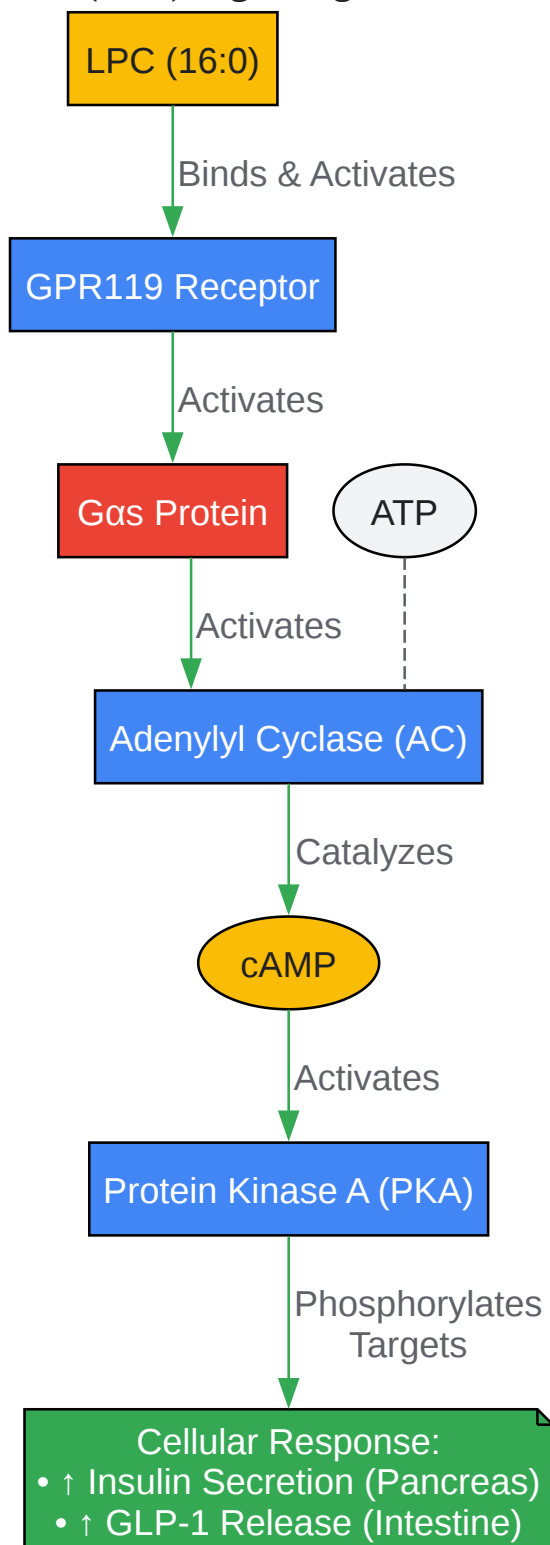 LPC (16:0)
Binds & Activates
GPR119 Receptor
Activates
Gαs Protein
ATP
Activates
Adenylyl Cyclase (AC)
Catalyzes
cAMP
Activates
Protein Kinase A (PKA)
Phosphorylates
Targets
Cellular Response:
• ↑ Insulin Secretion (Pancreas)
• ↑ GLP-1 Release (Intestine)